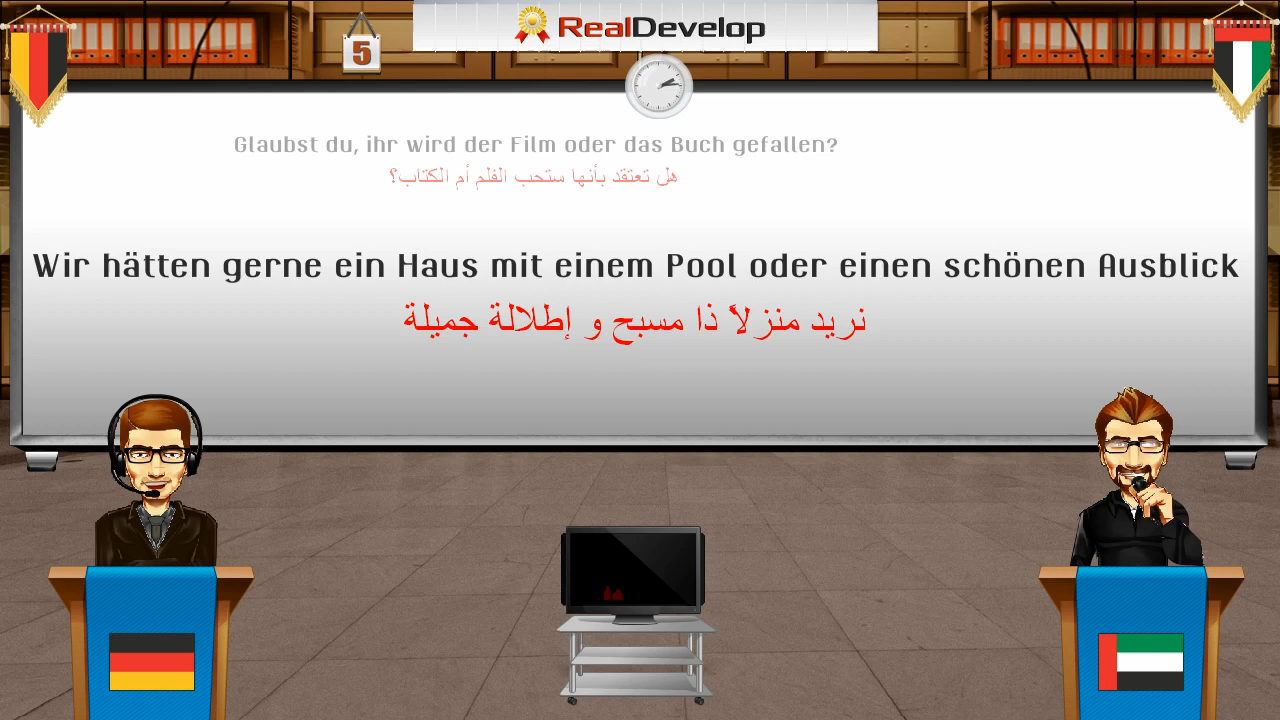 RealDevelop
5
Glaubst du, ihr wird der Film oder das Buch gefallen?
هل تعتقد بأنها ستحب الفلم أم الكتاب؟
Wir hätten gerne ein Haus mit einem Pool oder einen schönen Ausblick
نريد منزلاً ذا مسبح و إطلالة جميلة